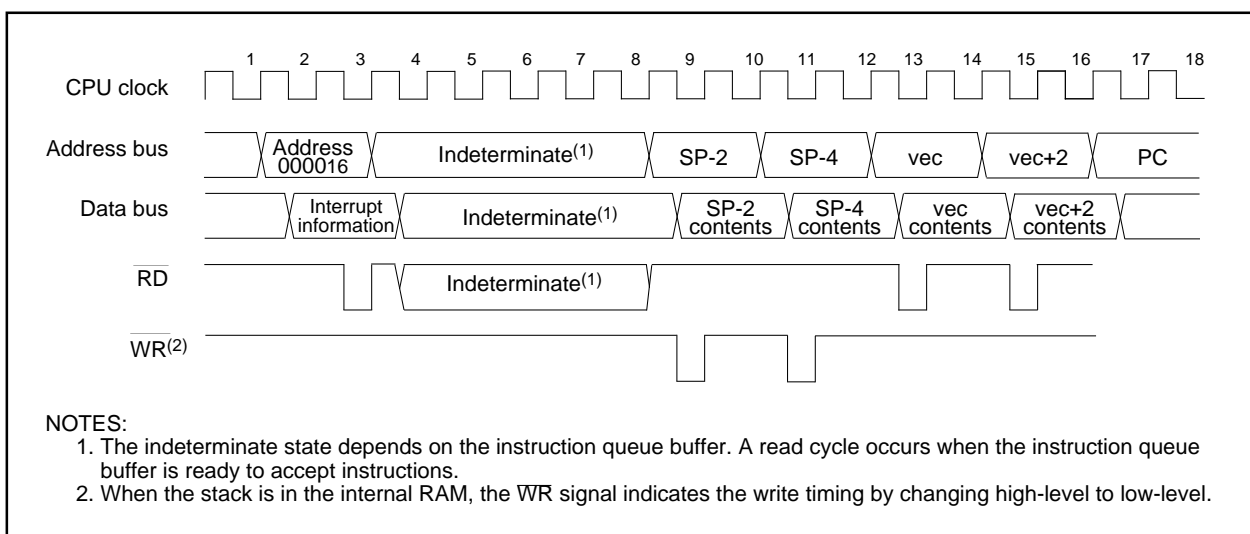 1 2 3 4 5 6 7 8 9 10 11 12 13 14 15 16 17 18
CPU clock
Address bus
Address
000016
Indeterminate(1)
SP-2
SP-4
vec
vec+2
PC
Data bus
Interrupt
information
Indeterminate(1)
SP-2
contents
SP-4
contents
vec
contents
vec+2
contents
RD
Indeterminate(1)
WR(2)
NOTES:
1. The indeterminate state depends on the instruction queue buffer. A read cycle occurs when the instruction queue
buffer is ready to accept instructions.
2. When the stack is in the internal RAM, the WR signal indicates the write timing by changing high-level to low-level.